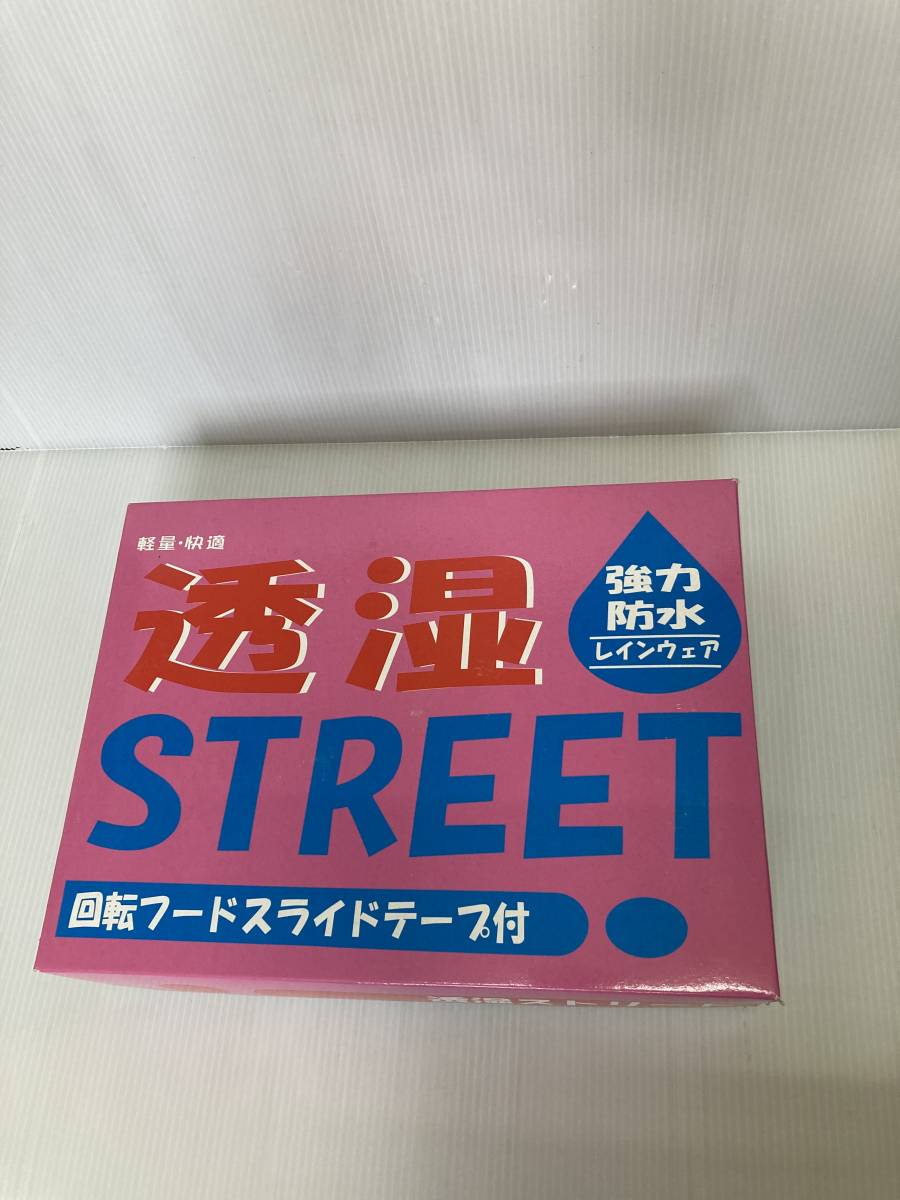 軽量・快適
透湿
強力
防水
レインウェア
STREET
回転フードスライドテープ付